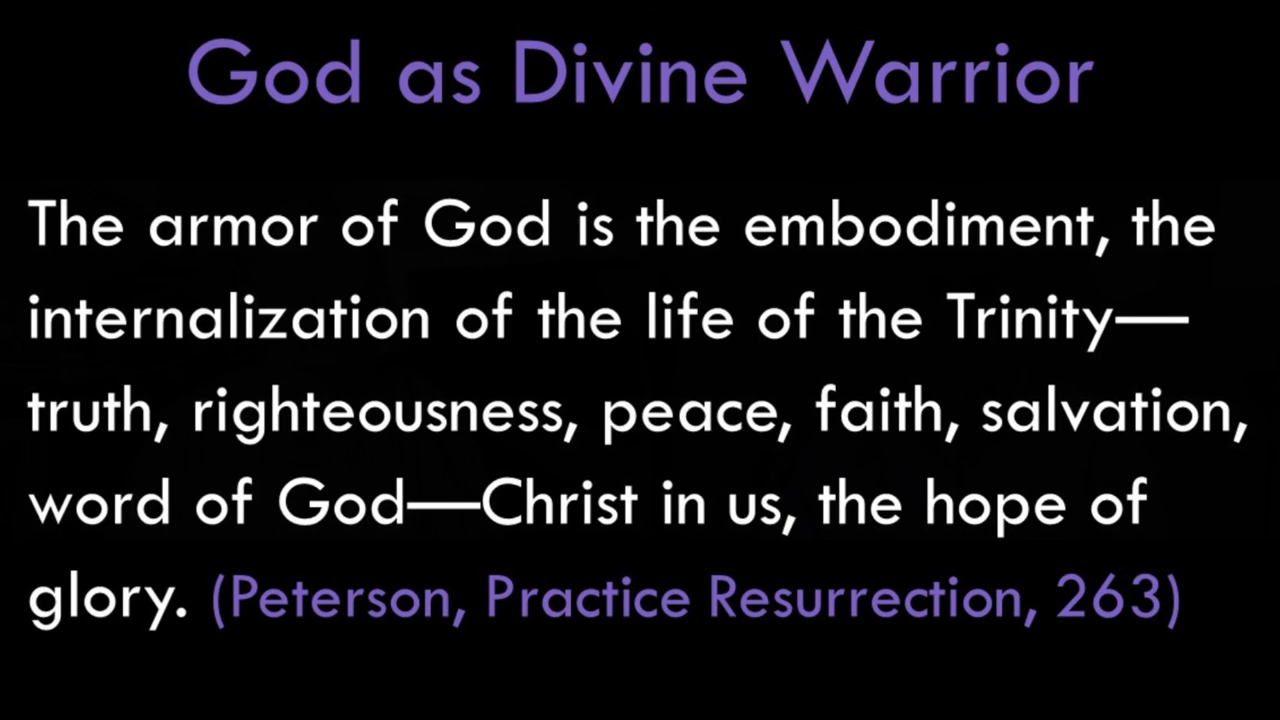 God as Divine Warrior
The armor of God is the embodiment, the
internalization of the life of the Trinity—
truth, righteousness, peace, faith, salvation,
word of God—Christ in us, the hope of
glory. (Peterson, Practice Resurrection, 263)